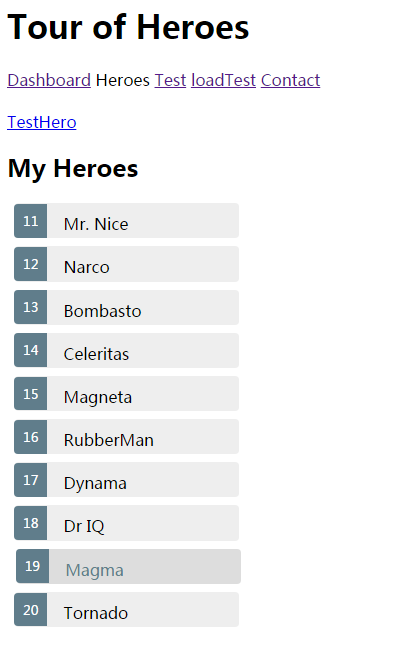 Tour of Heroes
Dashboard Heroes Test loadTest Contact
TestHero
My Heroes
11 Mr. Nice
12 Narco
13 Bombasto
14 Celeritas
15 Magneta
16 RubberMan
17 Dynama
18 Dr IQ
19 Magma
20 Tornado